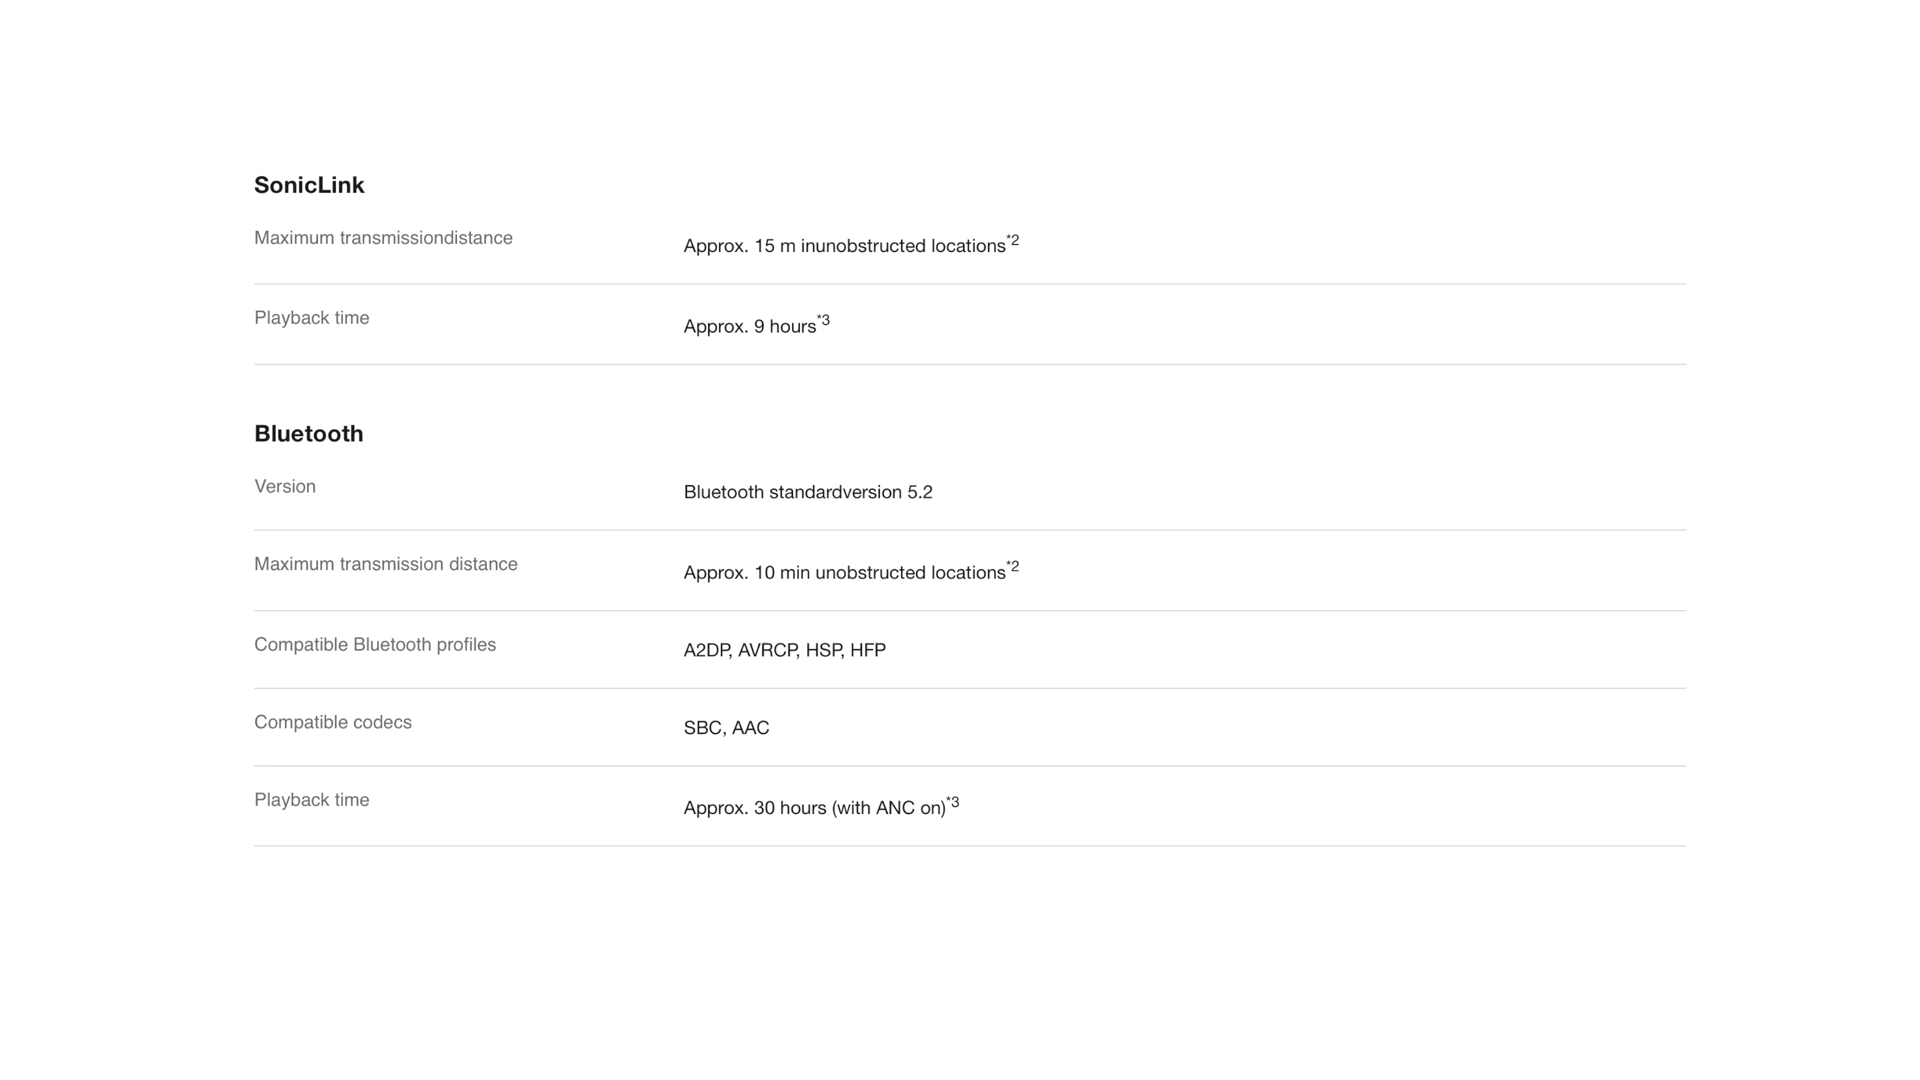 SonicLink
Maximum transmissiondistance
Approx. 15 m inunobstructed locations*2
Playback time
Approx. 9 hours*3
Bluetooth
Version
Bluetooth standardversion 5.2
Maximum transmission distance
Approx. 10 min unobstructed locations*2
Compatible Bluetooth profiles
A2DP, AVRCP, HSP, HFP
Compatible codecs
SBC, AAC
Playback time
Approx. 30 hours (with ANC on)*3